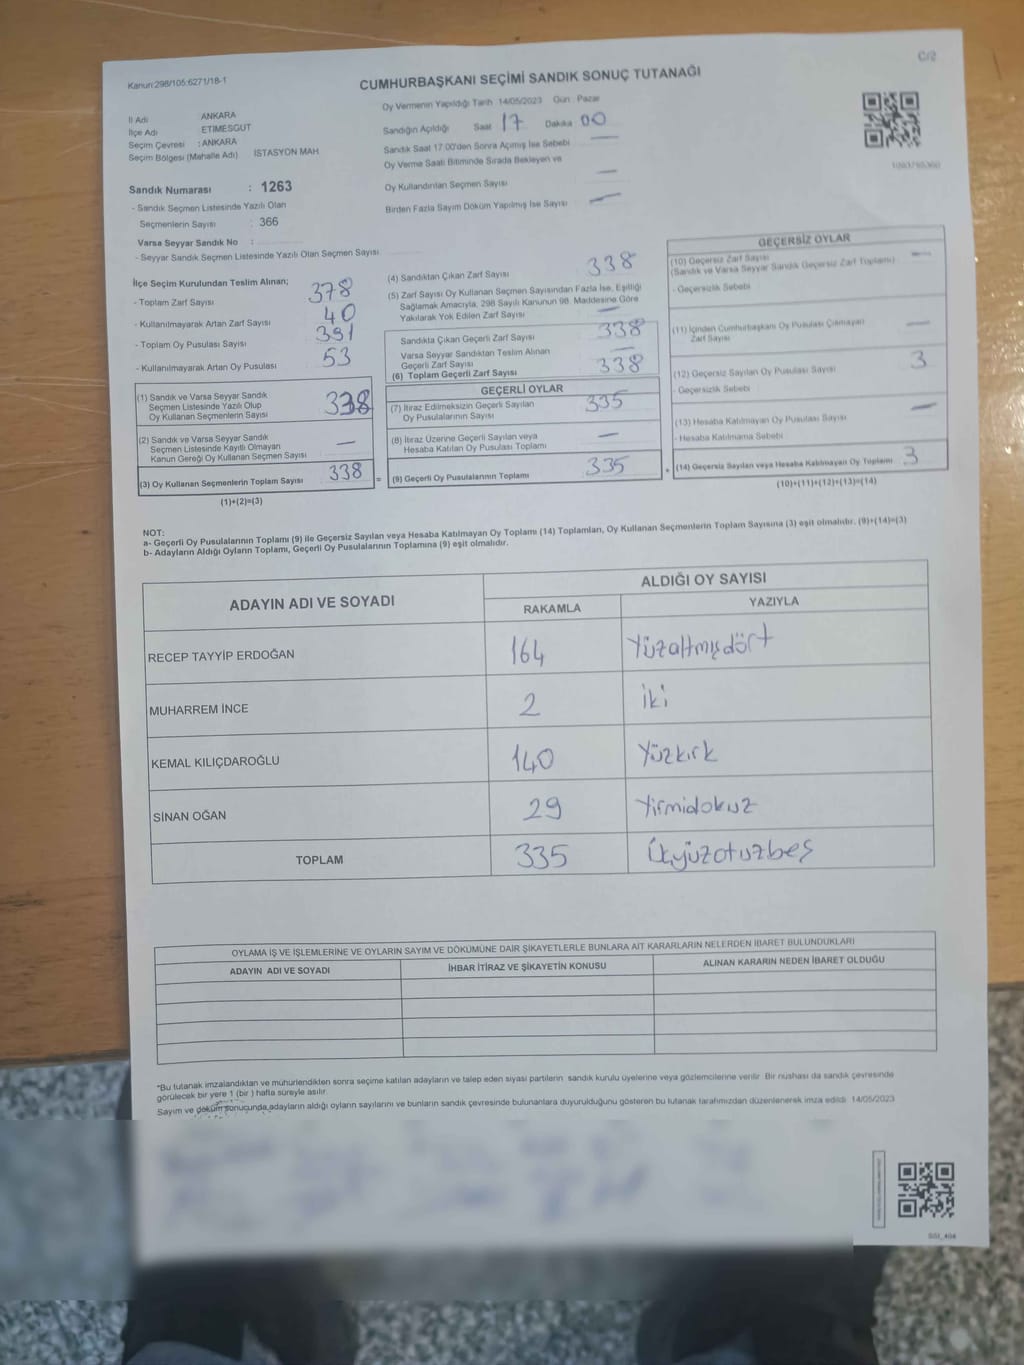 Kanun:298/105:6271/18-1
C/2
CUMHURBAŞKANI SEÇİMİ SANDIK SONUÇ TUTANAĞI
Oy Vermenin Yapıldığı Tarih 14/05/2023 Gün : Pazar
İl Adı ANKARA
İlçe Adı ETİMESGUT
Seçim Çevresi : ANKARA
Seçim Bölgesi (Mahalle Adı) İSTASYON MAH
Sandığın Açıldığı Saat 17 Dakika 00
Sandık Saat 17.00'den Sonra Açımış İse Sebebi —
Oy Verme Saati Bitiminde Sırada Bekleyen ve
Oy Kullandırılan Seçmen Sayısı —
Birden Fazla Sayım Döküm Yapılmış İse Sayısı —
Sandık Numarası : 1263
- Sandık Seçmen Listesinde Yazılı Olan
Seçmenlerin Sayısı : 366
Varsa Seyyar Sandık No :
- Seyyar Sandık Seçmen Listesinde Yazılı Olan Seçmen Sayısı
İlçe Seçim Kurulundan Teslim Alınan;
- Toplam Zarf Sayısı 378
- Kullanılmayarak Artan Zarf Sayısı 40
- Toplam Oy Pusulası Sayısı 391
- Kullanılmayarak Artan Oy Pusulası 53
(1) Sandık ve Varsa Seyyar Sandık
Seçmen Listesinde Yazılı Olup
Oy Kullanan Seçmenlerin Sayısı 338
(2) Sandık ve Varsa Seyyar Sandık
Seçmen Listesinde Kayıtlı Olmayan
Kanun Gereği Oy Kullanan Seçmen Sayısı —
(3) Oy Kullanan Seçmenlerin Toplam Sayısı 338 =
(1)+(2)=(3)
(4) Sandıktan Çıkan Zarf Sayısı 338
(5) Zarf Sayısı Oy Kullanan Seçmen Sayısından Fazla İse, Eşitliği
Sağlamak Amacıyla, 298 Sayılı Kanunun 98. Maddesine Göre
Yakılarak Yok Edilen Zarf Sayısı —
Sandıkta Çıkan Geçerli Zarf Sayısı 338
Varsa Seyyar Sandıktan Teslim Alınan
Geçerli Zarf Sayısı —
(6) Toplam Geçerli Zarf Sayısı 338
GEÇERLİ OYLAR
(7) İtiraz Edilmeksizin Geçerli Sayılan
Oy Pusulalarının Sayısı 335
(8) İtiraz Üzerine Geçerli Sayılan veya
Hesaba Katılan Oy Pusulası Toplamı —
(9) Geçerli Oy Pusulalarının Toplamı 335 +
GEÇERSİZ OYLAR
(10) Geçersiz Zarf Sayısı —
(Sandık ve Varsa Seyyar Sandık Geçersiz Zarf Toplamı)
- Geçersizlik Sebebi
(11) İçinden Cumhurbaşkanı Oy Pusulası Çıkmayan
Zarf Sayısı —
(12) Geçersiz Sayılan Oy Pusulası Sayısı 3
- Geçersizlik Sebebi
(13) Hesaba Katılmayan Oy Pusulası Sayısı —
- Hesaba Katılmama Sebebi
(14) Geçersiz Sayılan veya Hesaba Katılmayan Oy Toplamı 3
(10)+(11)+(12)+(13)=(14)
NOT:
a- Geçerli Oy Pusulalarının Toplamı (9) ile Geçersiz Sayılan veya Hesaba Katılmayan Oy Toplamı (14) Toplamları, Oy Kullanan Seçmenlerin Toplam Sayısına (3) eşit olmalıdır. (9)+(14)=(3)
b- Adayların Aldığı Oyların Toplamı, Geçerli Oy Pusulalarının Toplamına (9) eşit olmalıdır.
ADAYIN ADI VE SOYADI
ALDIĞI OY SAYISI
RAKAMLA YAZIYLA
RECEP TAYYİP ERDOĞAN 164 Yüzaltmışdört
MUHARREM İNCE 2 iki
KEMAL KILIÇDAROĞLU 140 Yüzkırk
SİNAN OĞAN 29 Yirmidokuz
TOPLAM 335 Üçyüzotuzbeş
OYLAMA İŞ VE İŞLEMLERİNE VE OYLARIN SAYIM VE DÖKÜMÜNE DAİR ŞİKAYETLERLE BUNLARA AİT KARARLARIN NELERDEN İBARET BULUNDUKLARI
ADAYIN ADI VE SOYADI İHBAR İTİRAZ VE ŞİKAYETİN KONUSU ALINAN KARARIN NEDEN İBARET OLDUĞU
*Bu tutanak imzalandıktan ve mühürlendikten sonra seçime katılan adayların ve talep eden siyasi partilerin sandık kurulu üyelerine veya gözlemcilerine verilir. Bir nüshası da sandık çevresinde
görülecek bir yere 1 (bir) hafta süreyle asılır.
Sayım ve döküm sonucunda,adayların aldığı oyların sayılarını ve bunların sandık çevresinde bulunanlara duyurulduğunu gösteren bu tutanak tarafımızdan düzenlenerek imza edildi. 14/05/2023